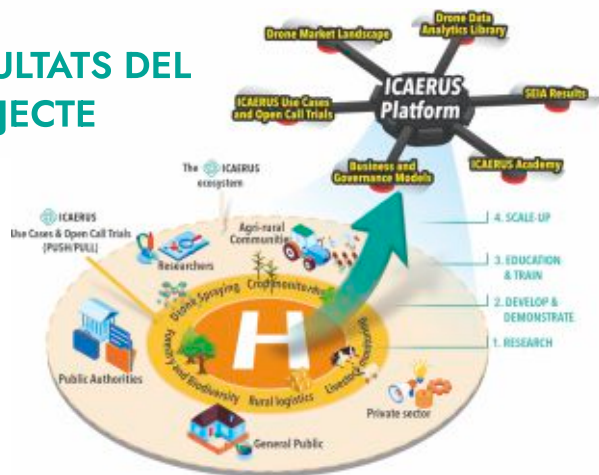 ULTATS DEL
JECTE
Drone Market Landscape
Drone Data
Analytics Library
ICAERUS Use Cases
and Open Call Trials
ICAERUS
Platform
SEIA Results
Business and
Governance Models
ICAERUS Academy
The ICAERUS
ecosystem
ICAERUS
Use Cases & Open Call Trials
(PUSH/PULL)
Researchers
Agri-rural
Communities
4. SCALE-UP
3. EDUCATION
& TRAIN
2. DEVELOP &
DEMONSTRATE
1. RESEARCH
Drone Spraying
Crop monitoring
Forestry and Biodiversity
H
Livestock monitoring
Rural logistics
Public Authorities
Private sector
General Public